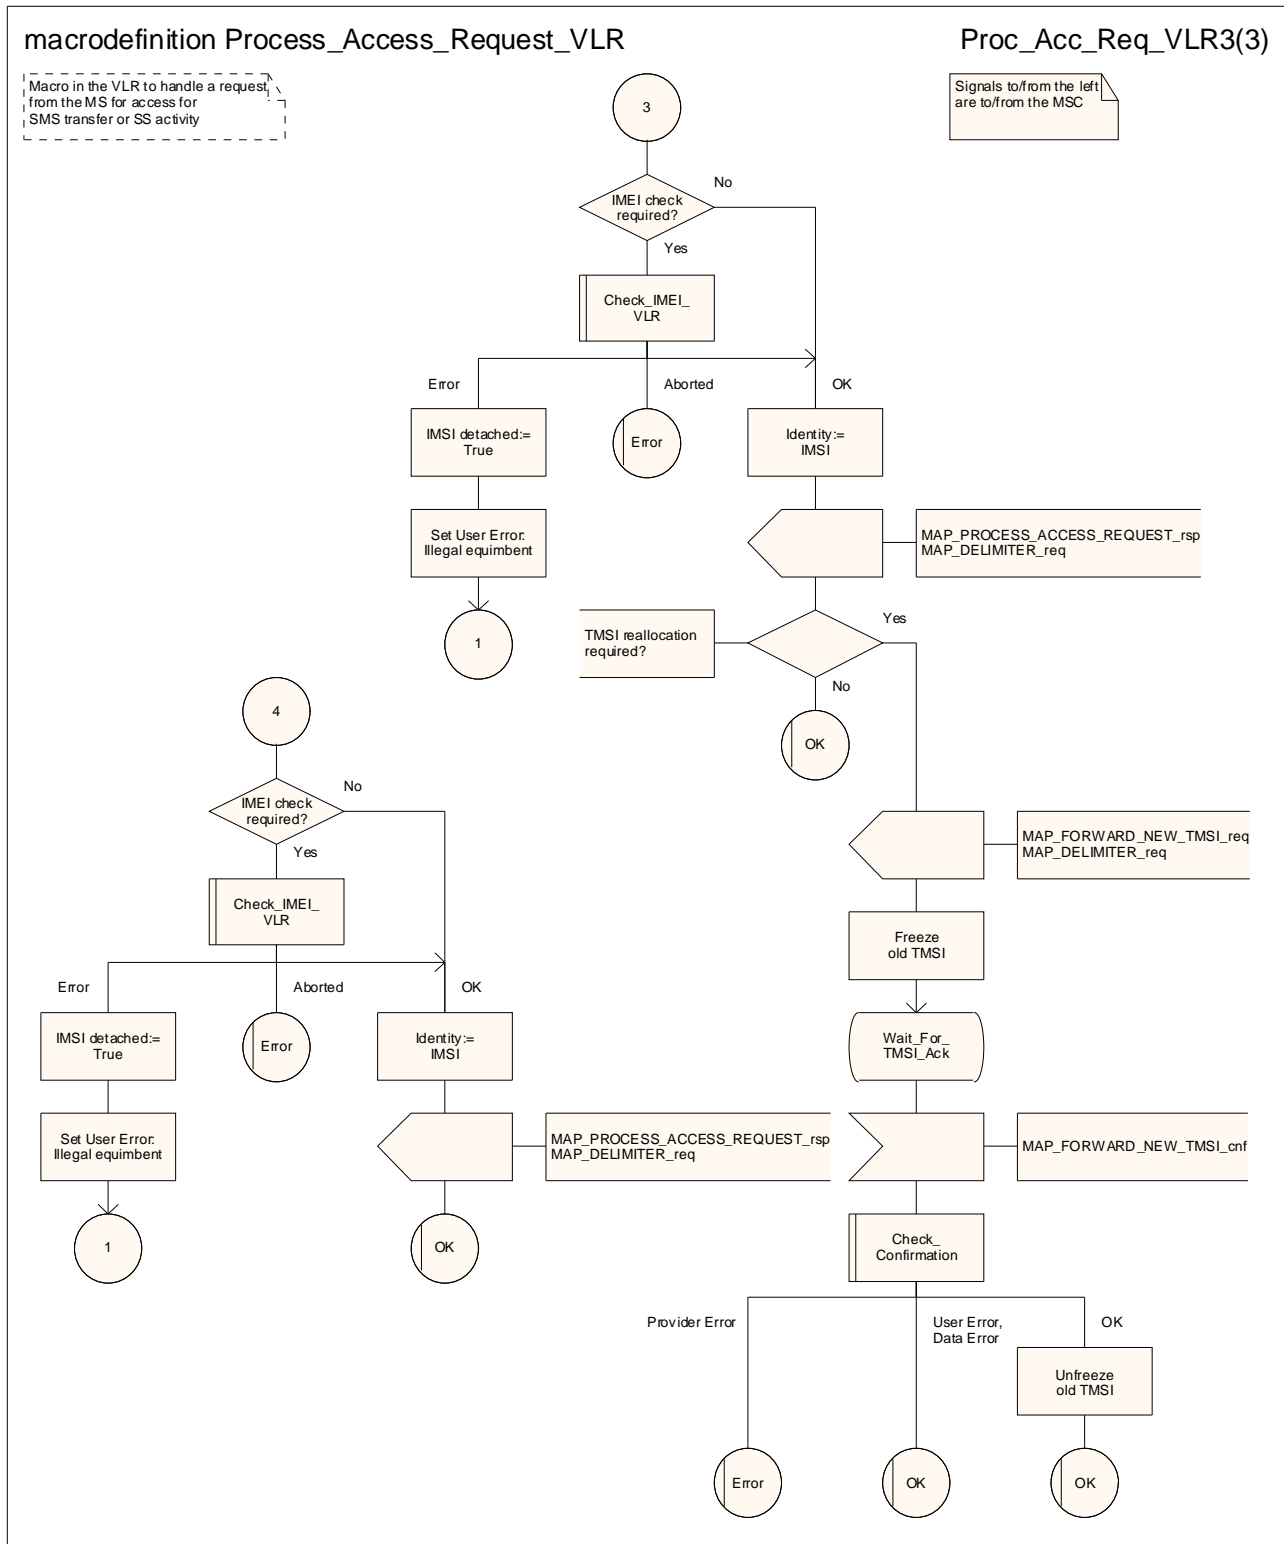 macrodefinition Process_Access_Request_VLR
Proc_Acc_Req_VLR3(3)
Macro in the VLR to handle a request
from the MS for access for
SMS transfer or SS activity
Signals to/from the left
are to/from the MSC
3
IMEI check
required?
No
Yes
Check_IMEI_
VLR
Error
Aborted
OK
IMSI detached:=
True
Error
Identity:=
IMSI
Set User Error:
Illegal equimbent
MAP_PROCESS_ACCESS_REQUEST_rsp
MAP_DELIMITER_req
1
TMSI reallocation
required?
Yes
No
OK
4
IMEI check
required?
No
Yes
Check_IMEI_
VLR
Error
Aborted
OK
IMSI detached:=
True
Error
Identity:=
IMSI
Set User Error:
Illegal equimbent
MAP_PROCESS_ACCESS_REQUEST_rsp
MAP_DELIMITER_req
1
OK
MAP_FORWARD_NEW_TMSI_req
MAP_DELIMITER_req
Freeze
old TMSI
Wait_For_
TMSI_Ack
MAP_FORWARD_NEW_TMSI_cnf
Check_
Confirmation
Provider Error
User Error,
Data Error
OK
Unfreeze
old TMSI
Error
OK
OK